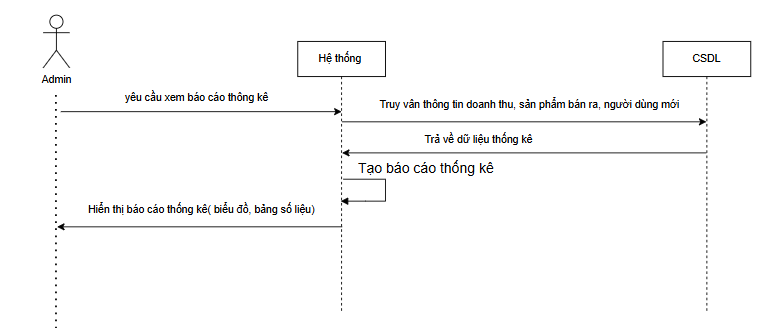 Admin
Hệ thống
CSDL
yêu cầu xem báo cáo thông kê
Truy vấn thông tin doanh thu, sản phẩm bán ra, người dùng mới
Trả về dữ liệu thống kê
Tạo báo cáo thống kê
Hiển thị báo cáo thống kê( biểu đồ, bảng số liệu)